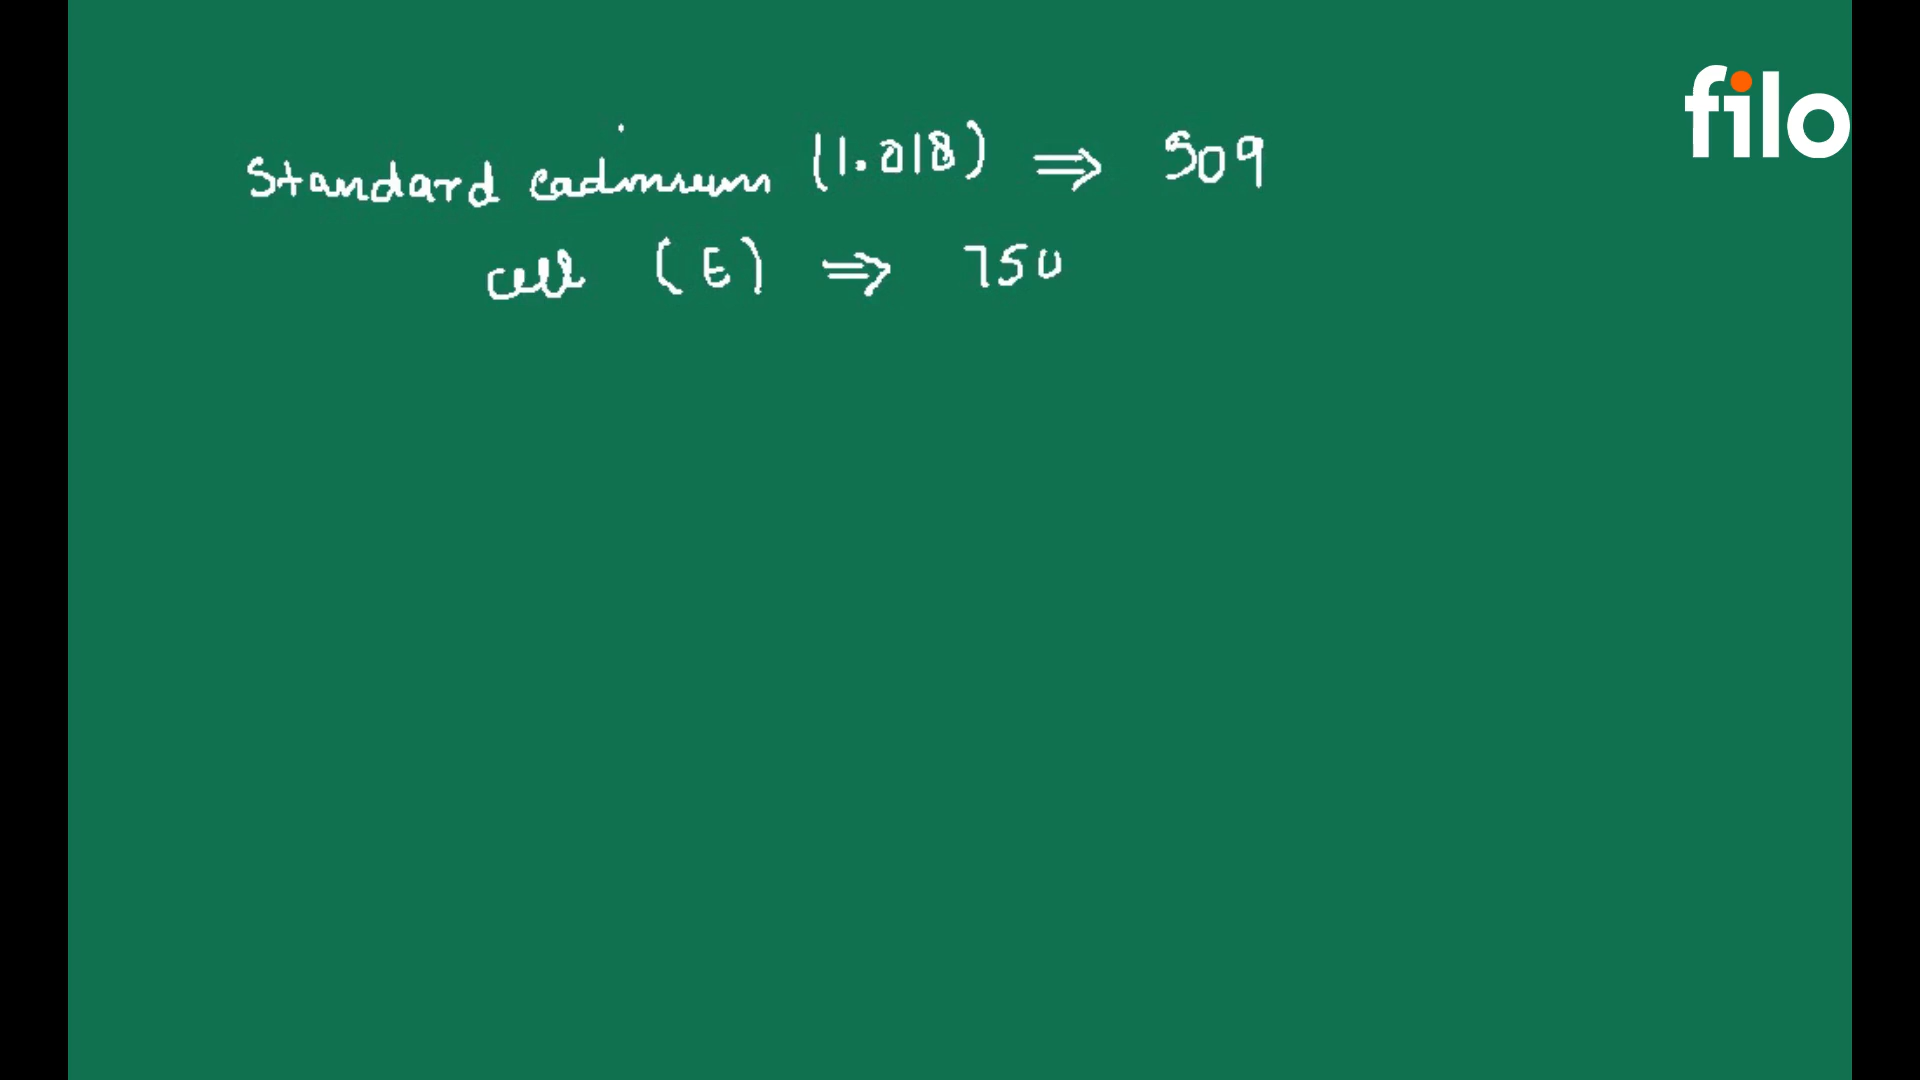 filo
Standard cadmium (1.018) ⇒ 509
cell (E) ⇒ 750